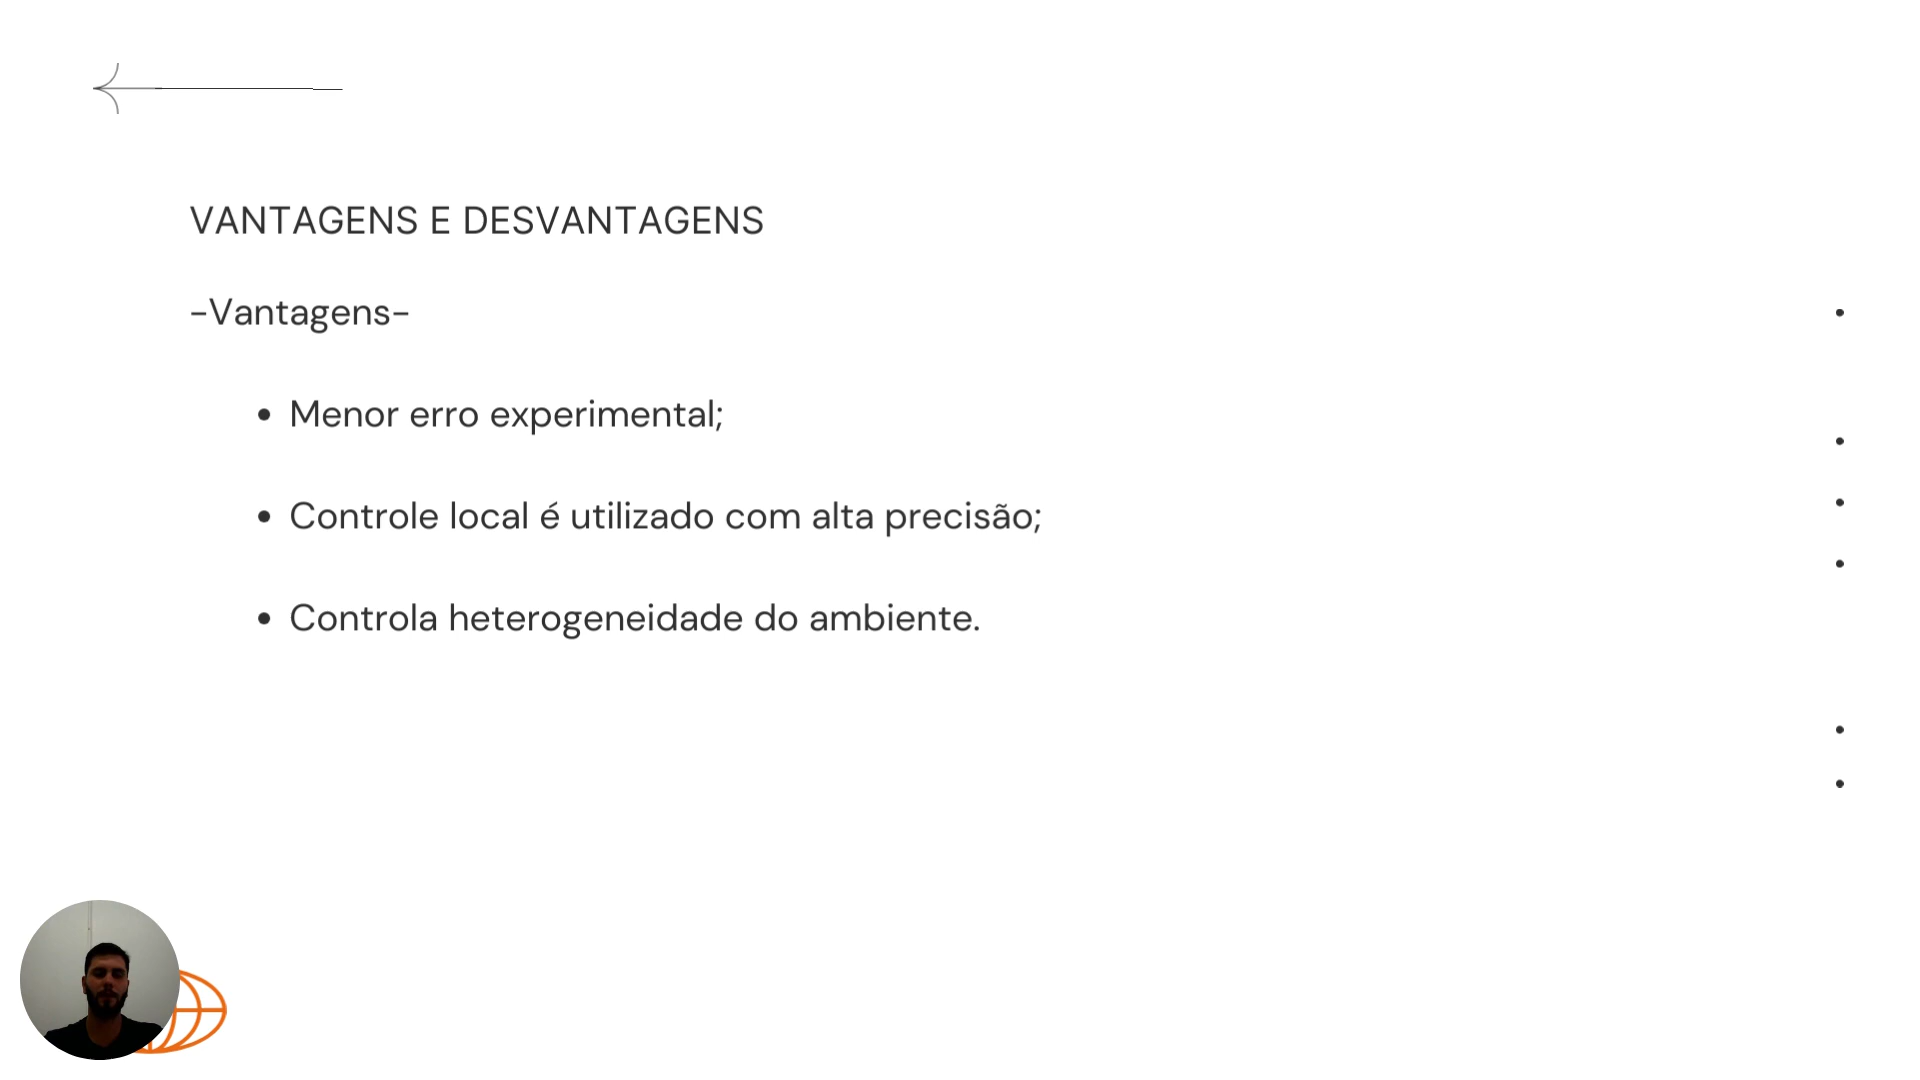 VANTAGENS E DESVANTAGENS
-Vantagens-
• Menor erro experimental;
• Controle local é utilizado com alta precisão;
• Controla heterogeneidade do ambiente.